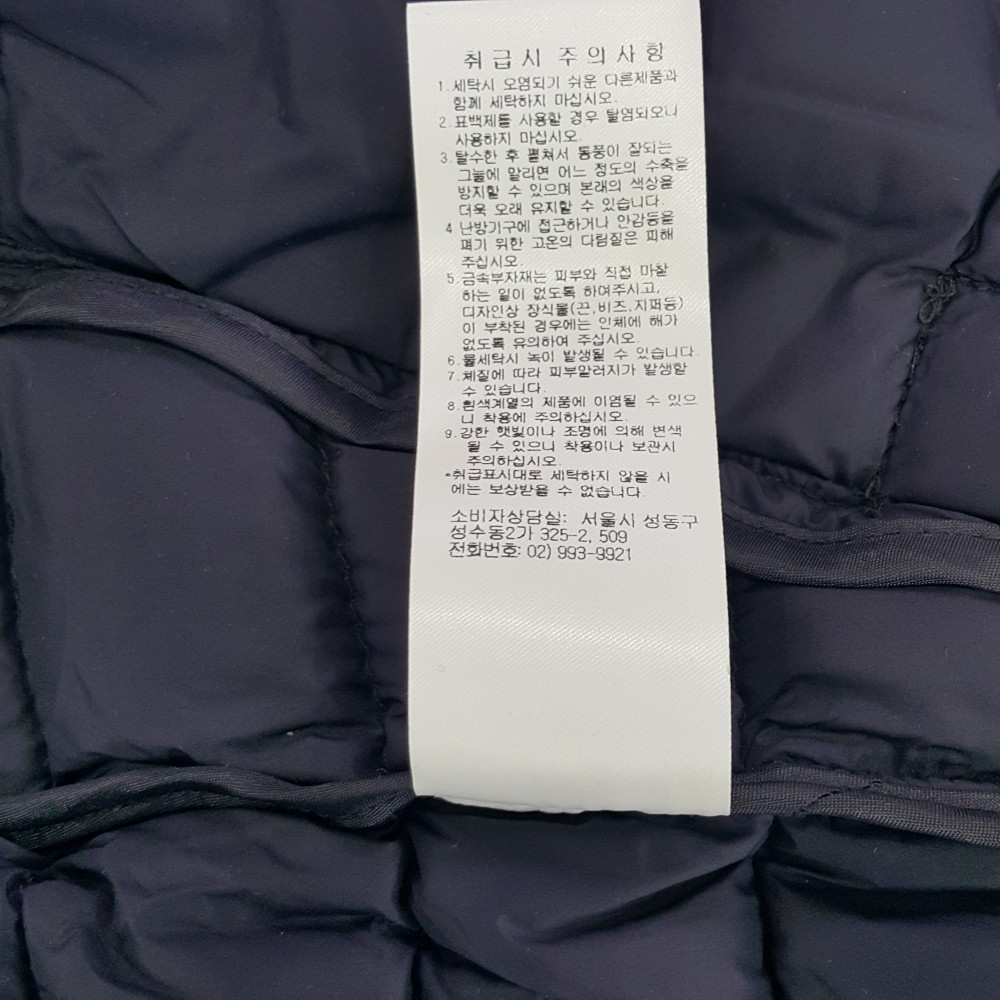 취급시 주의사항
1.세탁시 오염되기 쉬운 다른제품과
함께 세탁하지 마십시오.
2.표백제를 사용할 경우 탈염되오니
사용하지 마십시오.
3.탈수한 후 펼쳐서 통풍이 잘되는
그늘에 말리면 어느 정도의 수축을
방지할 수 있으며 본래의 색상을
더욱 오래 유지할 수 있습니다.
4 난방기구에 접근하거나 안감등을
펴기 위한 고온의 다림질은 피해
주십시오.
5.금속부자재는 피부와 직접 마찰
하는 일이 없도록 하여주시고,
디자인상 장식물(끈,비즈,지퍼등)
이 부착된 경우에는 인체에 해가
없도록 유의하여 주십시오.
6.물세탁시 녹이 발생될 수 있습니다.
7.체질에 따라 피부알러지가 발생할
수 있습니다.
8.흰색계열의 제품에 이염될 수 있으
니 착용에 주의하십시오.
9.강한 햇빛이나 조명에 의해 변색
될 수 있으니 착용이나 보관시
주의하십시오.
*취급표시대로 세탁하지 않을 시
에는 보상받을 수 없습니다.
소비자상담실: 서울시 성동구
성수동2가 325-2, 509
전화번호: 02) 993-9921